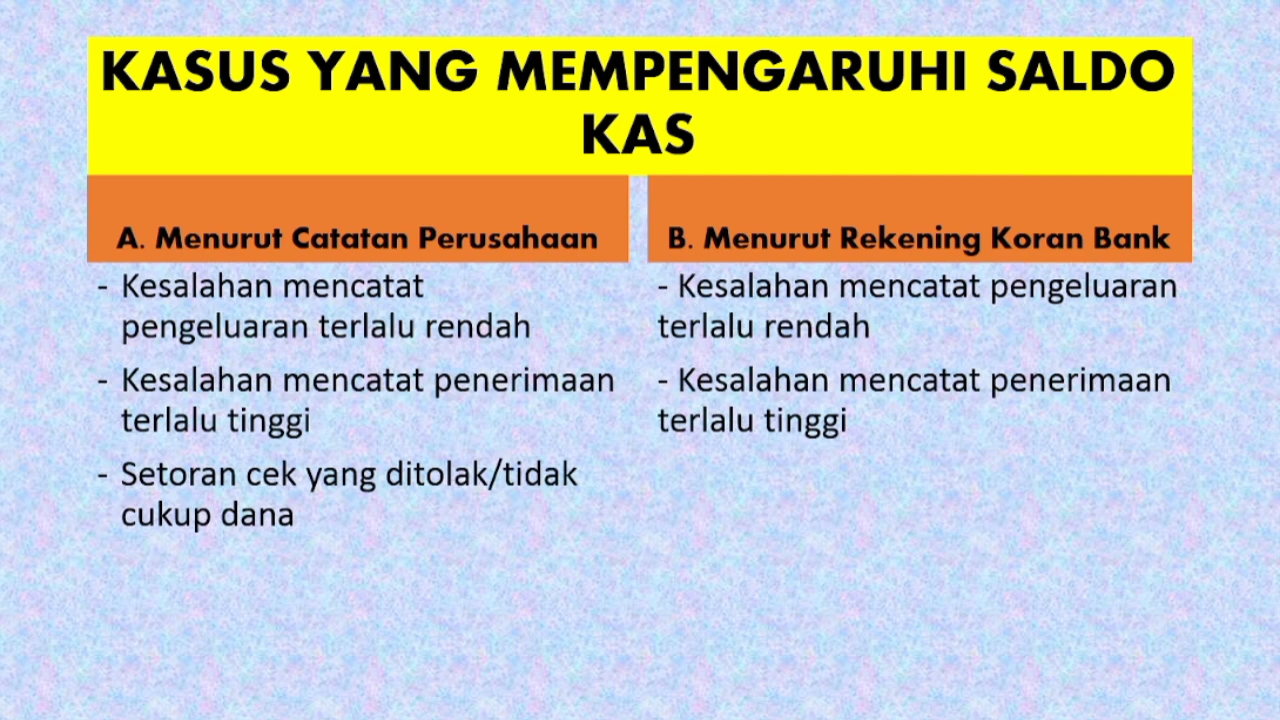 KASUS YANG MEMPENGARUHI SALDO
KAS
A. Menurut Catatan Perusahaan
- Kesalahan mencatat
pengeluaran terlalu rendah
- Kesalahan mencatat penerimaan
terlalu tinggi
- Setoran cek yang ditolak/tidak
cukup dana
B. Menurut Rekening Koran Bank
- Kesalahan mencatat pengeluaran
terlalu rendah
- Kesalahan mencatat penerimaan
terlalu tinggi